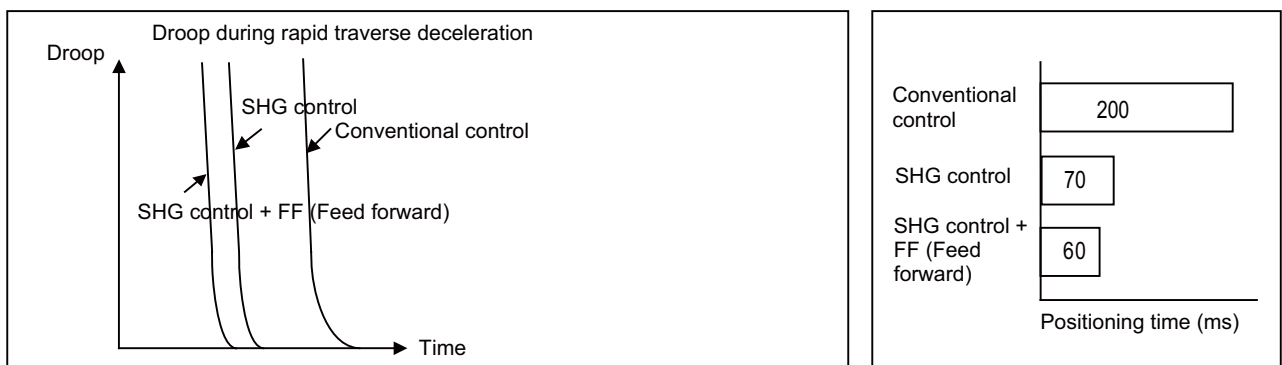 Droop during rapid traverse deceleration
Droop
SHG control
Conventional control
SHG control + FF (Feed forward)
Time
Conventional
control
200
SHG control
70
SHG control +
FF (Feed
forward)
60
Positioning time (ms)